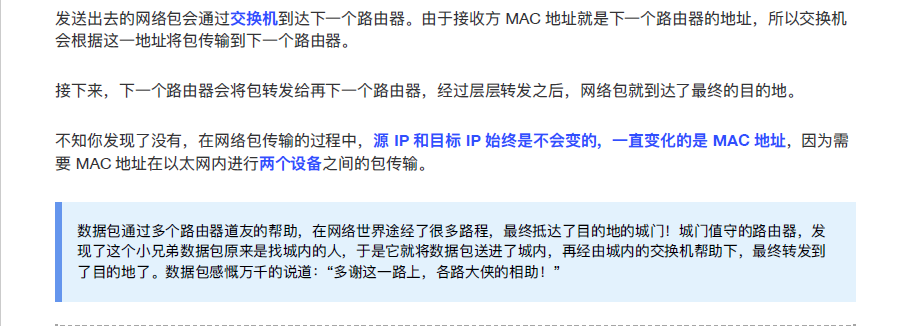 发送出去的网络包会通过交换机到达下一个路由器。由于接收方 MAC 地址就是下一个路由器的地址，所以交换机
会根据这一地址将包传输到下一个路由器。
接下来，下一个路由器会将包转发给再下一个路由器，经过层层转发之后，网络包就到达了最终的目的地。
不知你发现了没有，在网络包传输的过程中，源 IP 和目标 IP 始终是不会变的，一直变化的是 MAC 地址，因为需
要 MAC 地址在以太网内进行两个设备之间的包传输。
数据包通过多个路由器道友的帮助，在网络世界途经了很多路程，最终抵达了目的地的城门！城门值守的路由器，发
现了这个小兄弟数据包原来是找城内的人，于是它就将数据包送进了城内，再经由城内的交换机帮助下，最终转发到
了目的地了。数据包感慨万千的说道：“多谢这一路上，各路大侠的相助！”